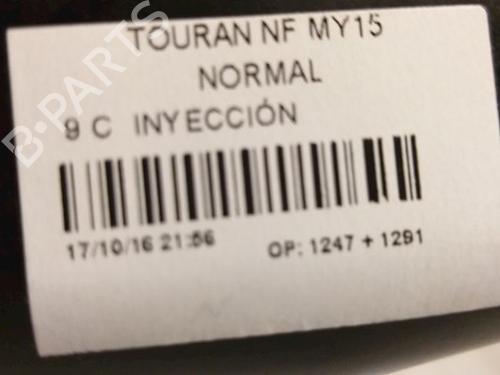 TOURAN NF MY15
NORMAL
9 C INYECCIÓN
17/10/16 21:56
OP: 1247 + 1291
B-PARTS